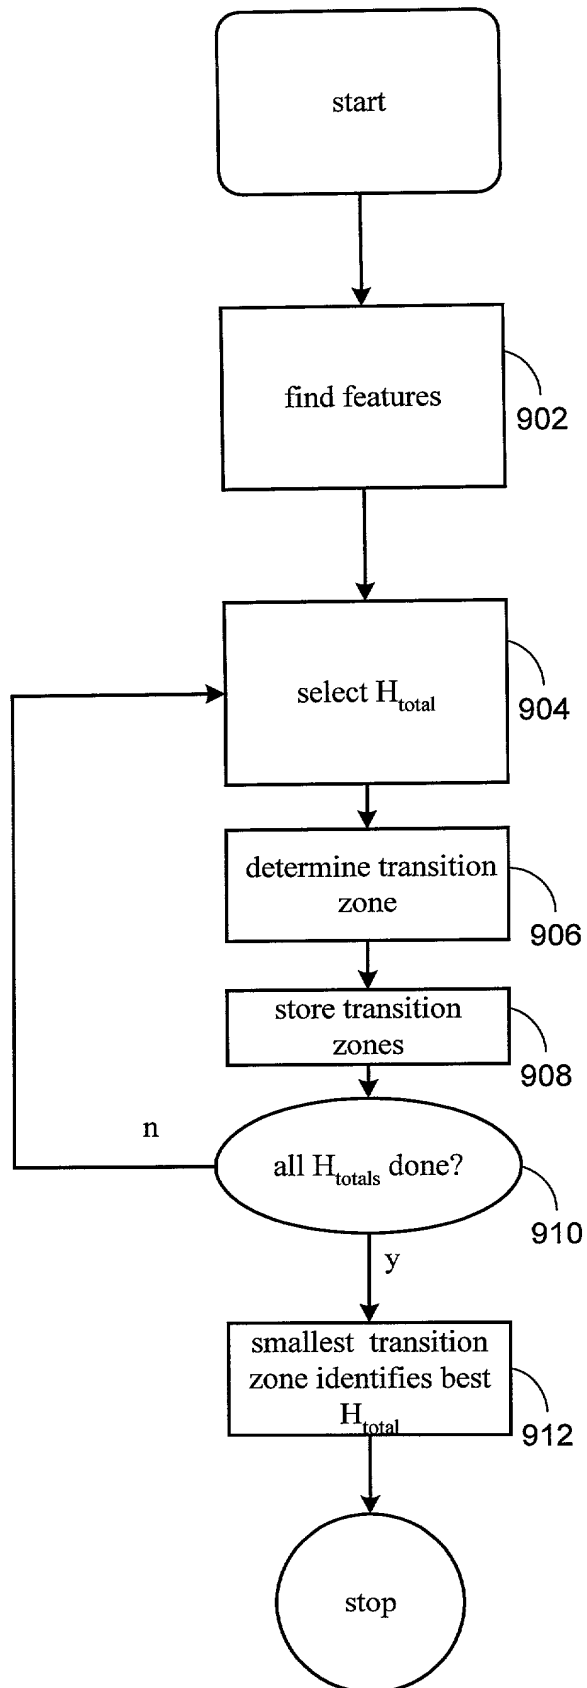 start
find features
902
select H_total
904
determine transition
zone
906
store transition
zones
908
n
all H_totals done?
910
y
smallest transition
zone identifies best
H_total
912
stop